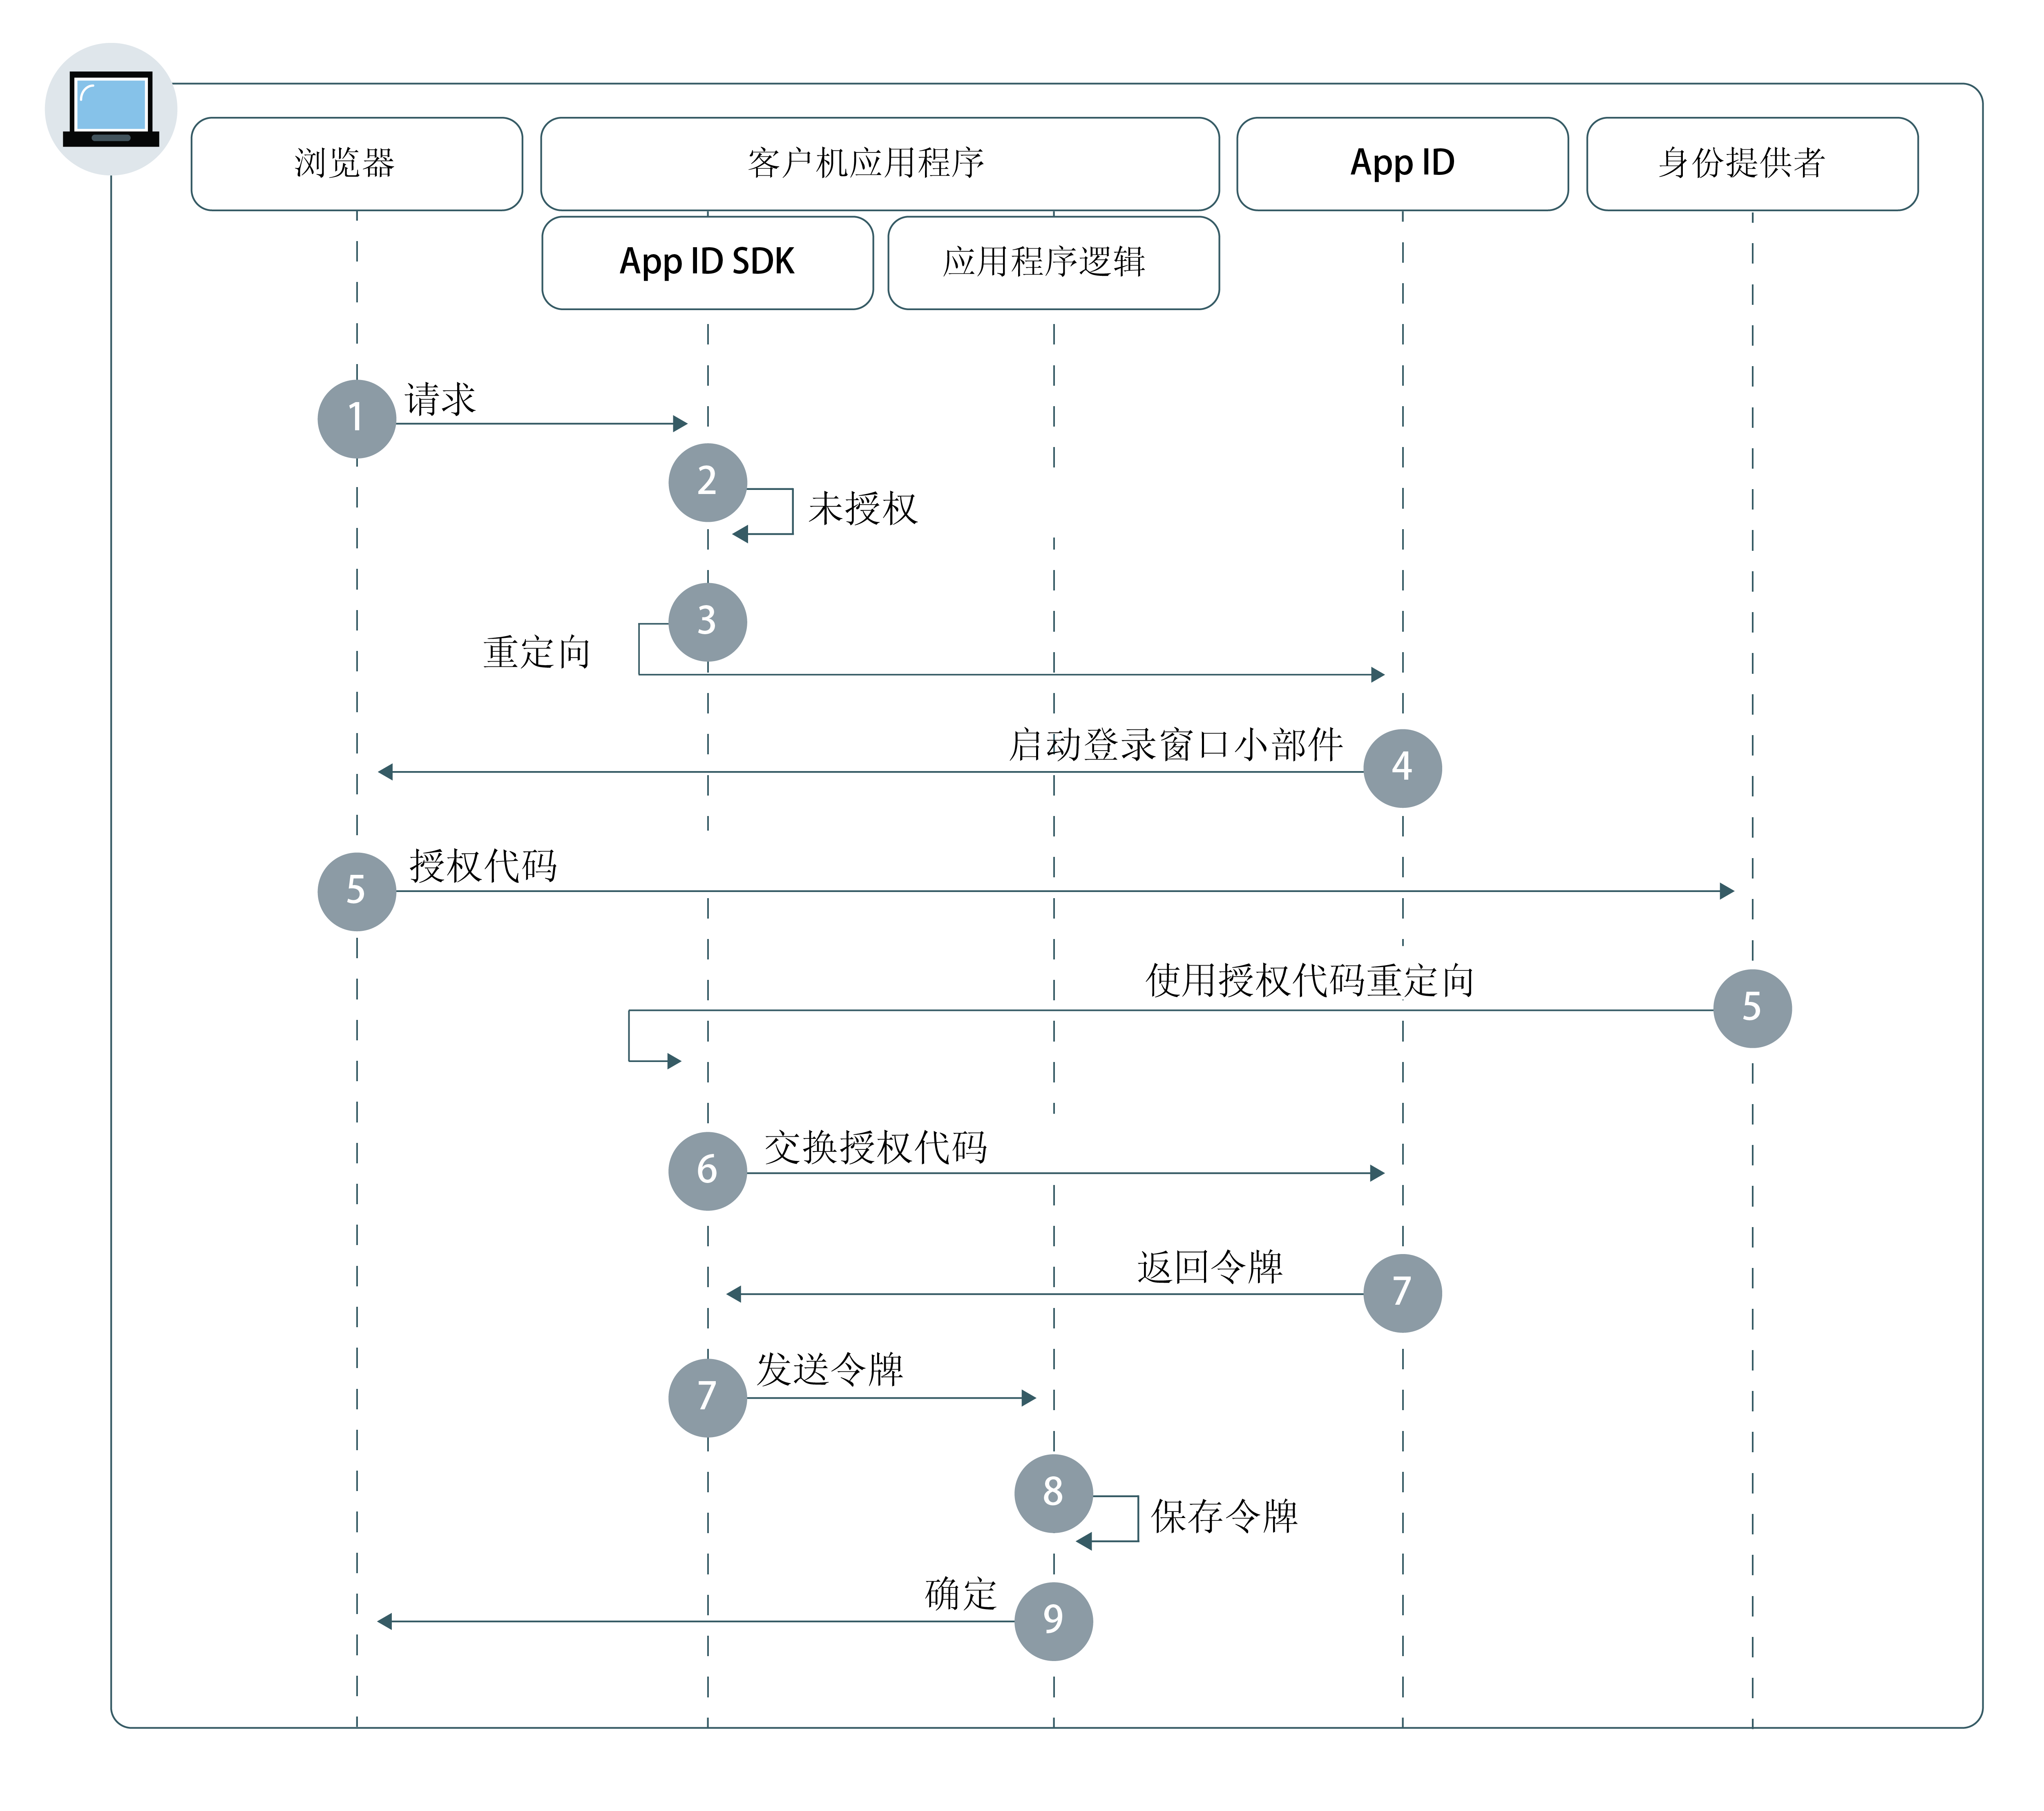 浏览器
客户机应用程序
App ID
身份提供者
App ID SDK
应用程序逻辑
1
请求
2
未授权
3
重定向
启动登录窗口小部件
4
授权代码
5
使用授权代码重定向
5
交换授权代码
6
返回令牌
7
发送令牌
7
8
保存令牌
确定
9